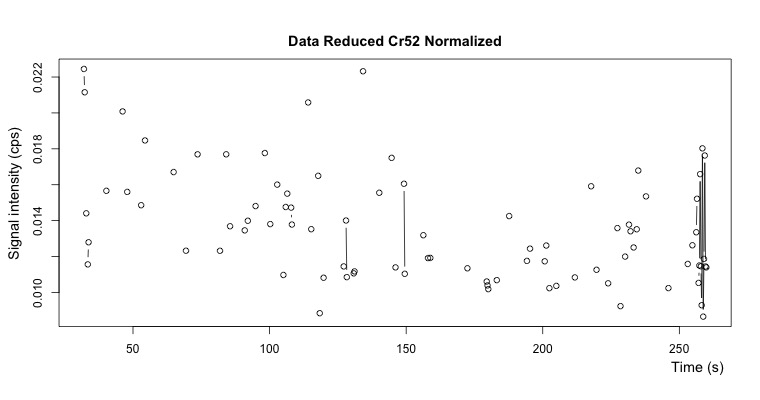 Data Reduced Cr52 Normalized
Signal intensity (cps)
0.022
0.018
0.014
0.010
50 100 150 200 250
Time (s)